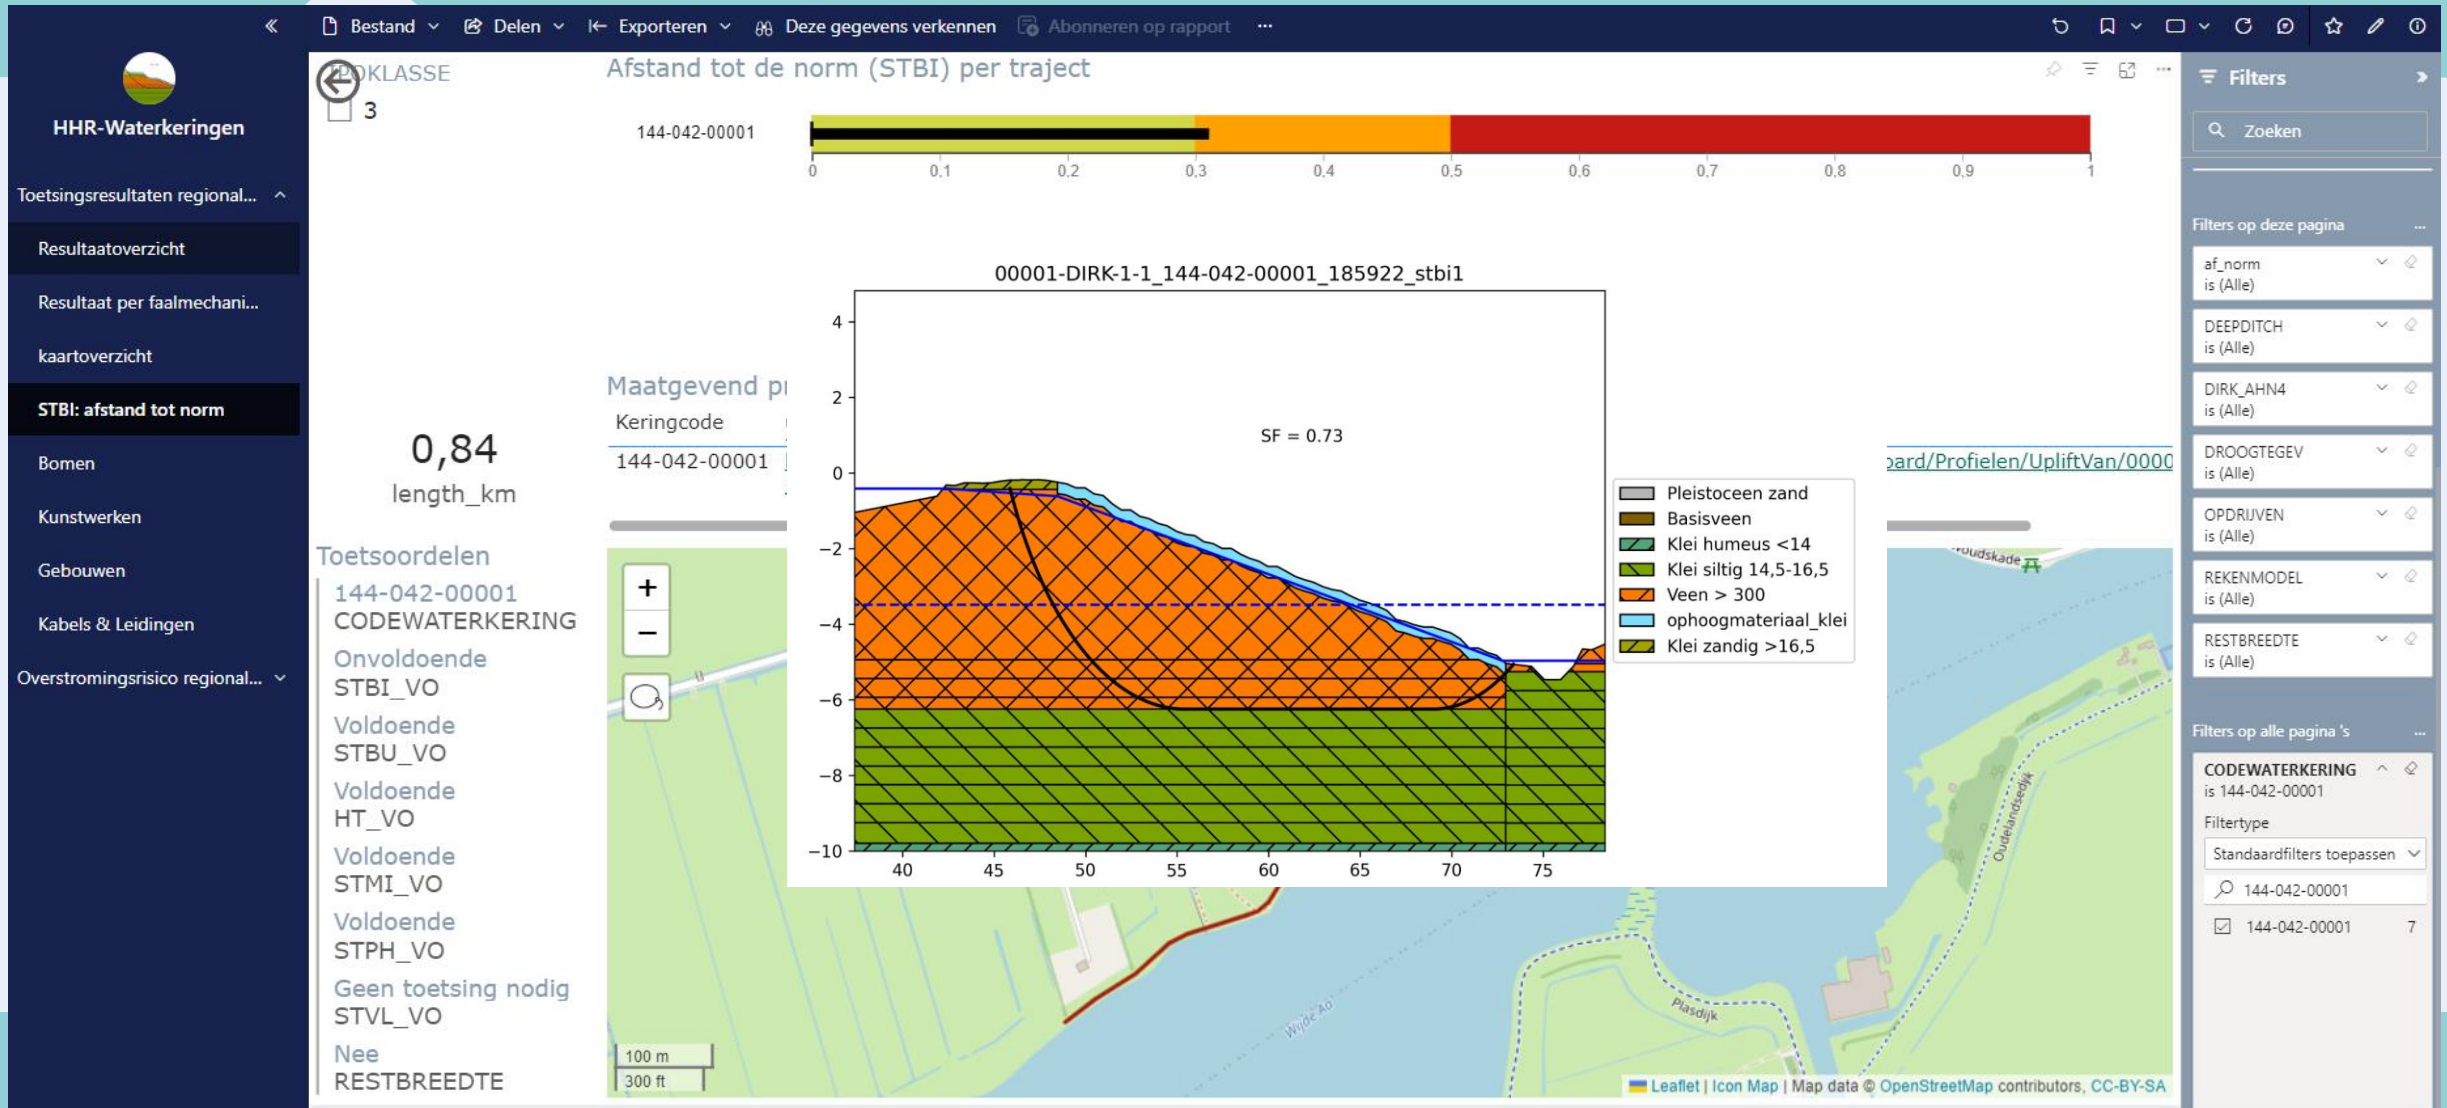 Bestand
Delen
Exporteren
Deze gegevens verkennen
Abonneren op rapport
HHR-Waterkeringen
Toetsingsresultaten regional...
Resultaatoverzicht
Resultaat per faalmechani...
kaartoverzicht
STBI: afstand tot norm
Bomen
Kunstwerken
Gebouwen
Kabels & Leidingen
Overstromingsrisico regional...
POKLASSE
3
0,84
length_km
Toetsoordelen
144-042-00001
CODEWATERKERING
Onvoldoende
STBI_VO
Voldoende
STBU_VO
Voldoende
HT_VO
Voldoende
STMI_VO
Voldoende
STPH_VO
Geen toetsing nodig
STVL_VO
Nee
RESTBREEDTE
Afstand tot de norm (STBI) per traject
144-042-00001
0 0,1 0,2 0,3 0,4 0,5 0,6 0,7 0,8 0,9 1
Maatgevend
Keringcode
144-042-00001
oard/Profielen/UpliftVan/0000
00001-DIRK-1-1_144-042-00001_185922_stbi1
SF = 0.73
4
2
0
−2
−4
−6
−8
−10
40 45 50 55 60 65 70 75
Pleistoceen zand
Basisveen
Klei humeus <14
Klei siltig 14,5-16,5
Veen > 300
ophoogmateriaal_klei
Klei zandig >16,5
+
−
oudskade
Oudelandsedijk
Plasdijk
Wijde Aa
100 m
300 ft
Leaflet | Icon Map | Map data © OpenStreetMap contributors, CC-BY-SA
Filters
Zoeken
Filters op deze pagina ...
af_norm
is (Alle)
DEEPDITCH
is (Alle)
DIRK_AHN4
is (Alle)
DROOGTEGEV
is (Alle)
OPDRIJVEN
is (Alle)
REKENMODEL
is (Alle)
RESTBREEDTE
is (Alle)
Filters op alle pagina 's ...
CODEWATERKERING
is 144-042-00001
Filtertype
Standaardfilters toepassen
144-042-00001
144-042-00001 7